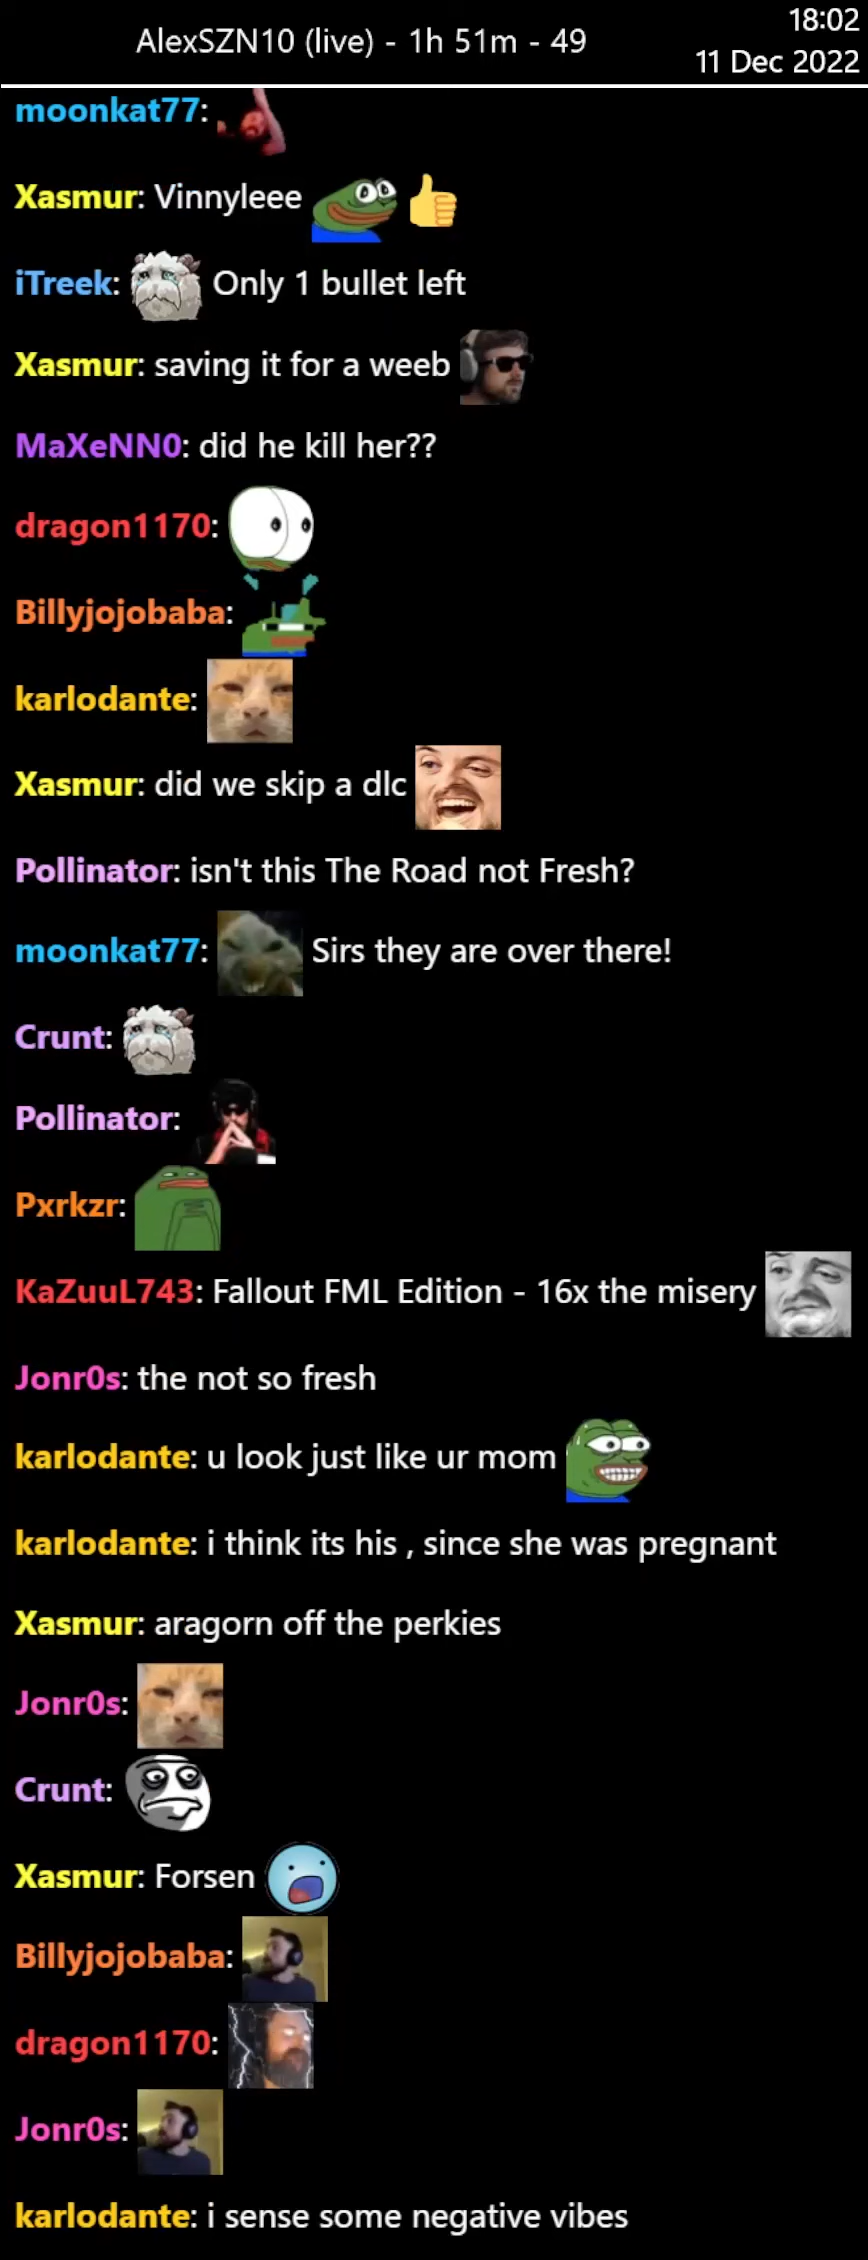 AlexSZN10 (live) - 1h 51m - 49
18:02
11 Dec 2022
moonkat77:
Xasmur: Vinnyleee
iTreek: Only 1 bullet left
Xasmur: saving it for a weeb
MaXeNN0: did he kill her??
dragon1170:
Billyjojobaba:
karlodante:
Xasmur: did we skip a dlc
Pollinator: isn't this The Road not Fresh?
moonkat77: Sirs they are over there!
Crunt:
Pollinator:
Pxrkzr:
KaZuuL743: Fallout FML Edition - 16x the misery
Jonr0s: the not so fresh
karlodante: u look just like ur mom
karlodante: i think its his , since she was pregnant
Xasmur: aragorn off the perkies
Jonr0s:
Crunt:
Xasmur: Forsen
Billyjojobaba:
dragon1170:
Jonr0s:
karlodante: i sense some negative vibes